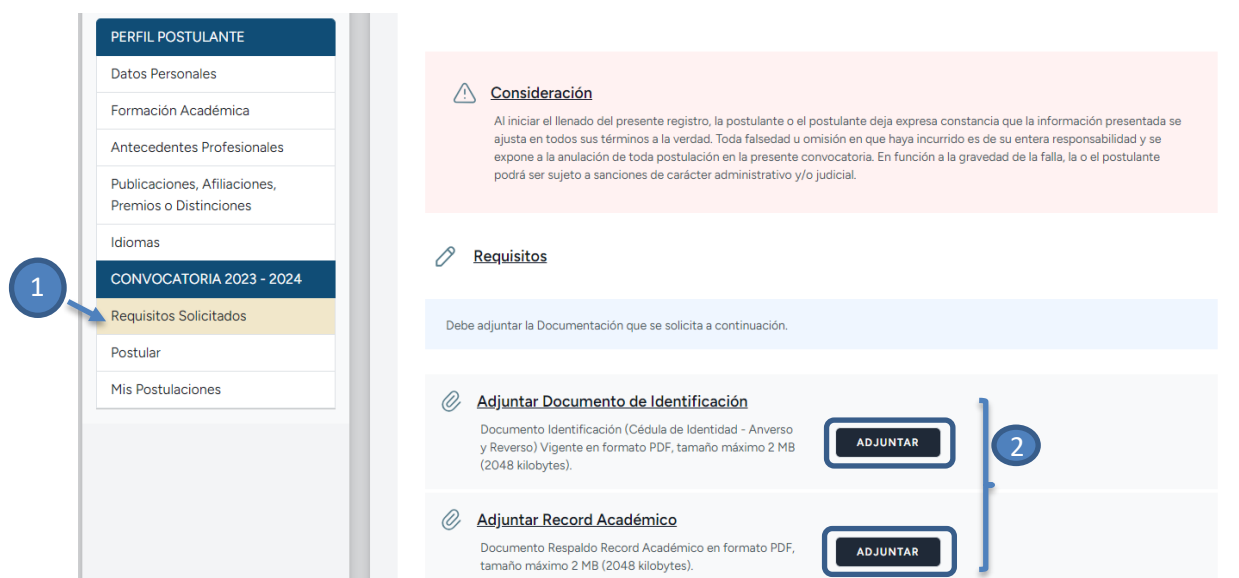 PERFIL POSTULANTE
Datos Personales
Formación Académica
Antecedentes Profesionales
Publicaciones, Afiliaciones,
Premios o Distinciones
Idiomas
CONVOCATORIA 2023 - 2024
1
Requisitos Solicitados
Postular
Mis Postulaciones
Consideración
Al iniciar el llenado del presente registro, la postulante o el postulante deja expresa constancia que la información presentada se
ajusta en todos sus términos a la verdad. Toda falsedad u omisión en que haya incurrido es de su entera responsabilidad y se
expone a la anulación de toda postulación en la presente convocatoria. En función a la gravedad de la falla, la o el postulante
podrá ser sujeto a sanciones de carácter administrativo y/o judicial.
Requisitos
Debe adjuntar la Documentación que se solicita a continuación.
Adjuntar Documento de Identificación
Documento Identificación (Cédula de Identidad - Anverso
y Reverso) Vigente en formato PDF, tamaño máximo 2 MB
(2048 kilobytes).
ADJUNTAR
2
Adjuntar Record Académico
Documento Respaldo Record Académico en formato PDF,
tamaño máximo 2 MB (2048 kilobytes).
ADJUNTAR